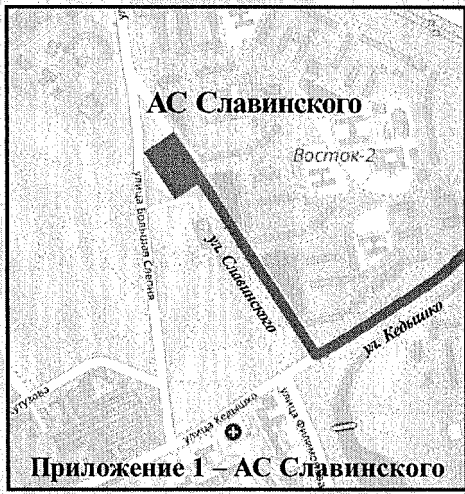 АС Славинского
Восток-2
улица Большая Слепня
ул. Славинского
ул. Кедышко
утузова
улица Кедышко
улица Филимонова
Приложение 1 – АС Славинского